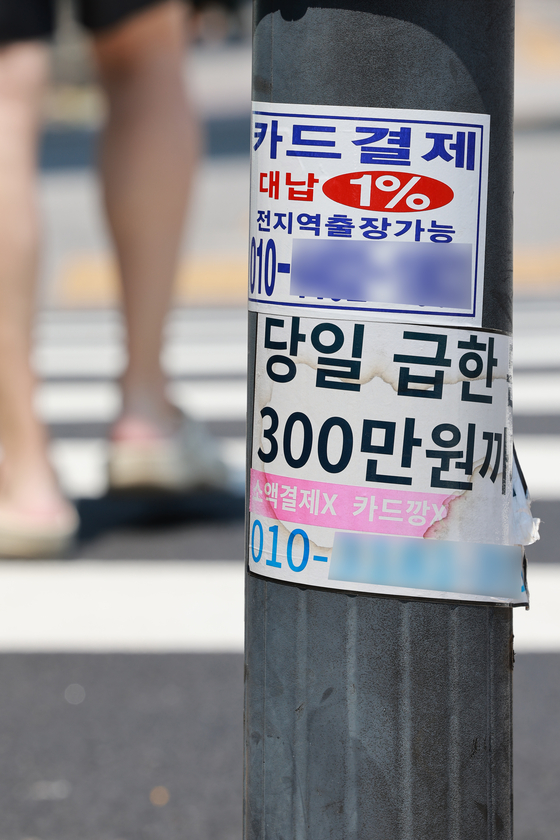 카드결제
대납 1%
전지역출장가능
010-
당일 급한
300만원까
소액결제X 카드깡X
010-